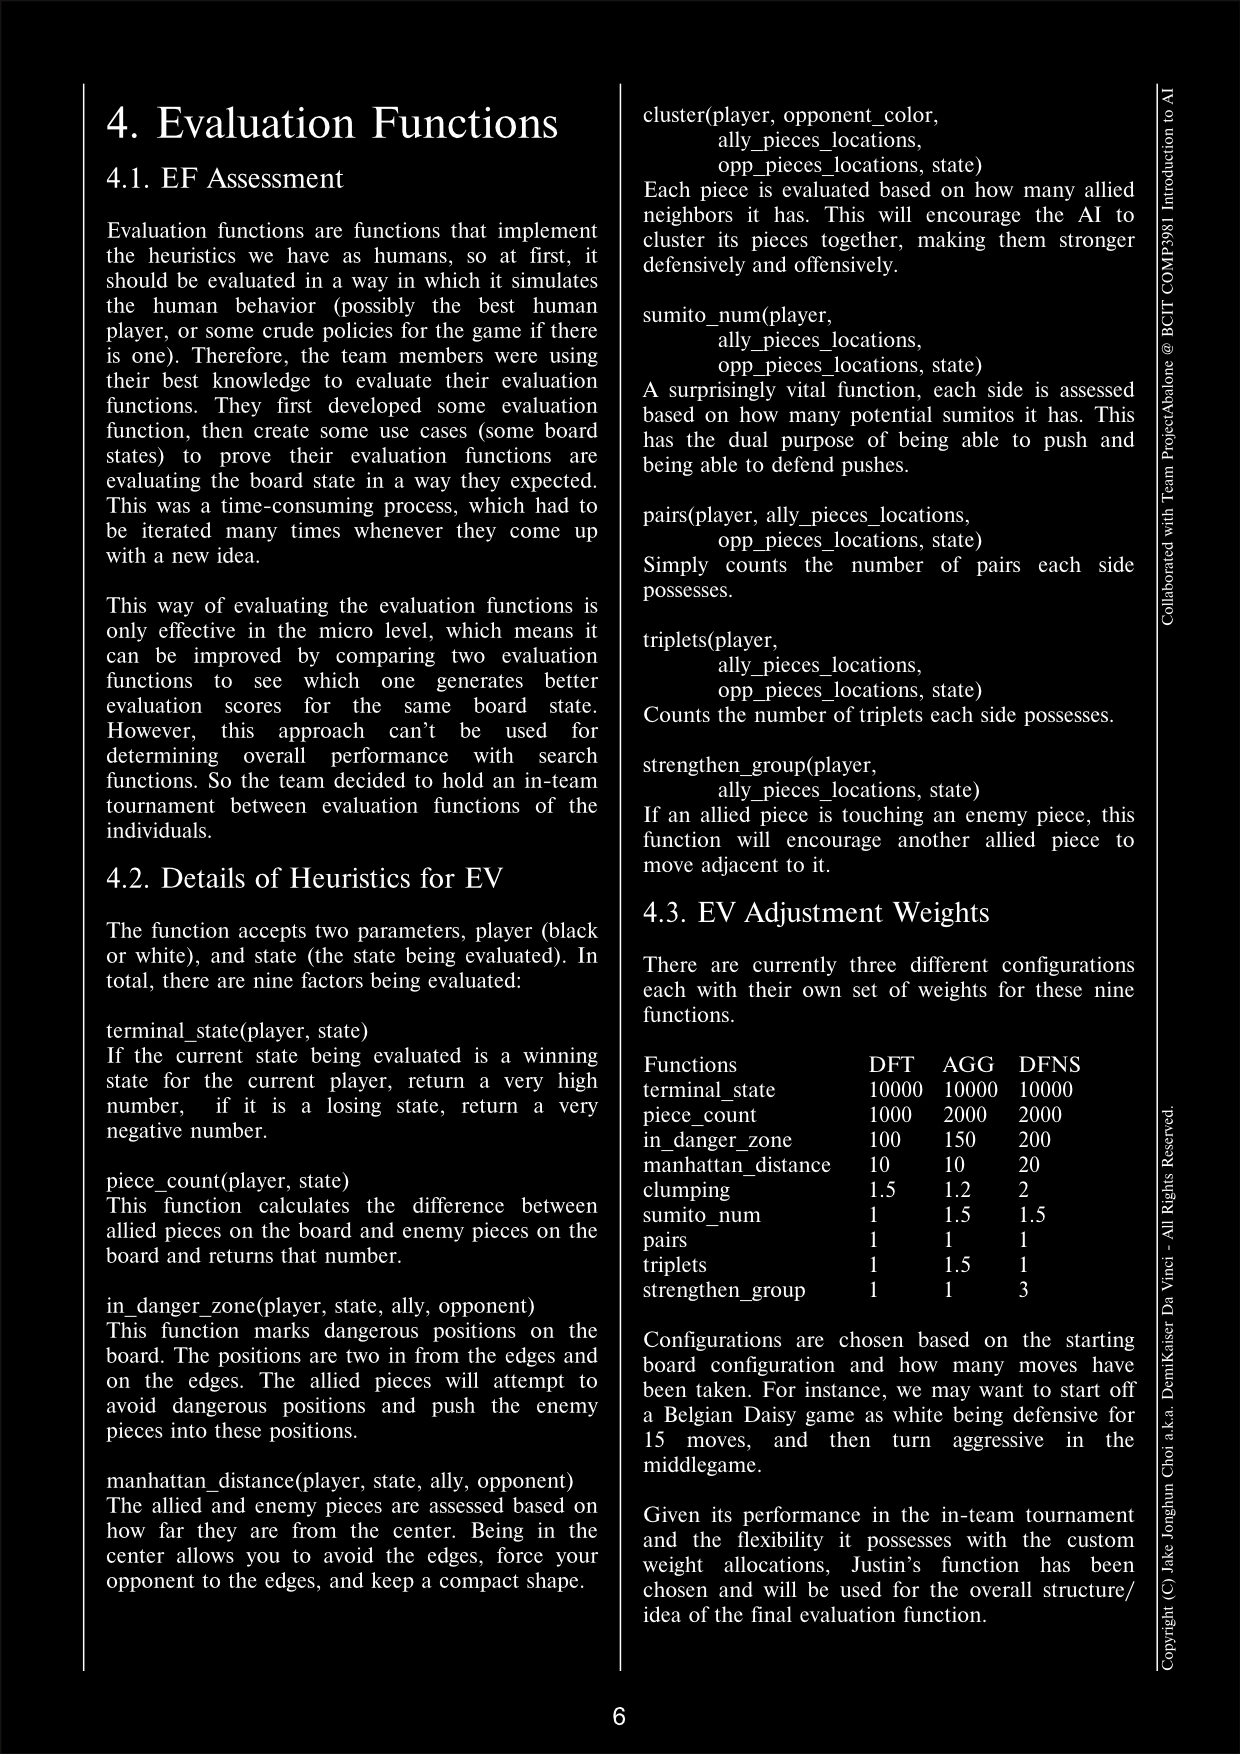 4. Evaluation Functions
4.1. EF Assessment
Evaluation functions are functions that implement
the heuristics we have as humans, so at first, it
should be evaluated in a way in which it simulates
the human behavior (possibly the best human
player, or some crude policies for the game if there
is one). Therefore, the team members were using
their best knowledge to evaluate their evaluation
functions. They first developed some evaluation
function, then create some use cases (some board
states) to prove their evaluation functions are
evaluating the board state in a way they expected.
This was a time-consuming process, which had to
be iterated many times whenever they come up
with a new idea.
This way of evaluating the evaluation functions is
only effective in the micro level, which means it
can be improved by comparing two evaluation
functions to see which one generates better
evaluation scores for the same board state.
However, this approach can't be used for
determining overall performance with search
functions. So the team decided to hold an in-team
tournament between evaluation functions of the
individuals.
4.2. Details of Heuristics for EV
The function accepts two parameters, player (black
or white), and state (the state being evaluated). In
total, there are nine factors being evaluated:
terminal_state(player, state)
If the current state being evaluated is a winning
state for the current player, return a very high
number, if it is a losing state, return a very
negative number.
piece_count(player, state)
This function calculates the difference between
allied pieces on the board and enemy pieces on the
board and returns that number.
in_danger_zone(player, state, ally, opponent)
This function marks dangerous positions on the
board. The positions are two in from the edges and
on the edges. The allied pieces will attempt to
avoid dangerous positions and push the enemy
pieces into these positions.
manhattan_distance(player, state, ally, opponent)
The allied and enemy pieces are assessed based on
how far they are from the center. Being in the
center allows you to avoid the edges, force your
opponent to the edges, and keep a compact shape.
cluster(player, opponent_color,
ally_pieces_locations,
opp_pieces_locations, state)
Each piece is evaluated based on how many allied
neighbors it has. This will encourage the AI to
cluster its pieces together, making them stronger
defensively and offensively.
sumito_num(player,
ally_pieces_locations,
opp_pieces_locations, state)
A surprisingly vital function, each side is assessed
based on how many potential sumitos it has. This
has the dual purpose of being able to push and
being able to defend pushes.
pairs(player, ally_pieces_locations,
opp_pieces_locations, state)
Simply counts the number of pairs each side
possesses.
triplets(player,
ally_pieces_locations,
opp_pieces_locations, state)
Counts the number of triplets each side possesses.
strengthen_group(player,
ally_pieces_locations, state)
If an allied piece is touching an enemy piece, this
function will encourage another allied piece to
move adjacent to it.
4.3. EV Adjustment Weights
There are currently three different configurations
each with their own set of weights for these nine
functions.
Functions DFT AGG DFNS
terminal_state 10000 10000 10000
piece_count 1000 2000 2000
in_danger_zone 100 150 200
manhattan_distance 10 10 20
clumping 1.5 1.2 2
sumito_num 1 1.5 1.5
pairs 1 1 1
triplets 1 1.5 1
strengthen_group 1 1 3
Configurations are chosen based on the starting
board configuration and how many moves have
been taken. For instance, we may want to start off
a Belgian Daisy game as white being defensive for
15 moves, and then turn aggressive in the
middlegame.
Given its performance in the in-team tournament
and the flexibility it possesses with the custom
weight allocations, Justin's function has been
chosen and will be used for the overall structure/
idea of the final evaluation function.
Copyright (C) Jake Jonghun Choi a.k.a. DemiKaiser Da Vinci - All Rights Reserved.
Collaborated with Team ProjectAbalone @ BCIT COMP3981 Introduction to AI
6